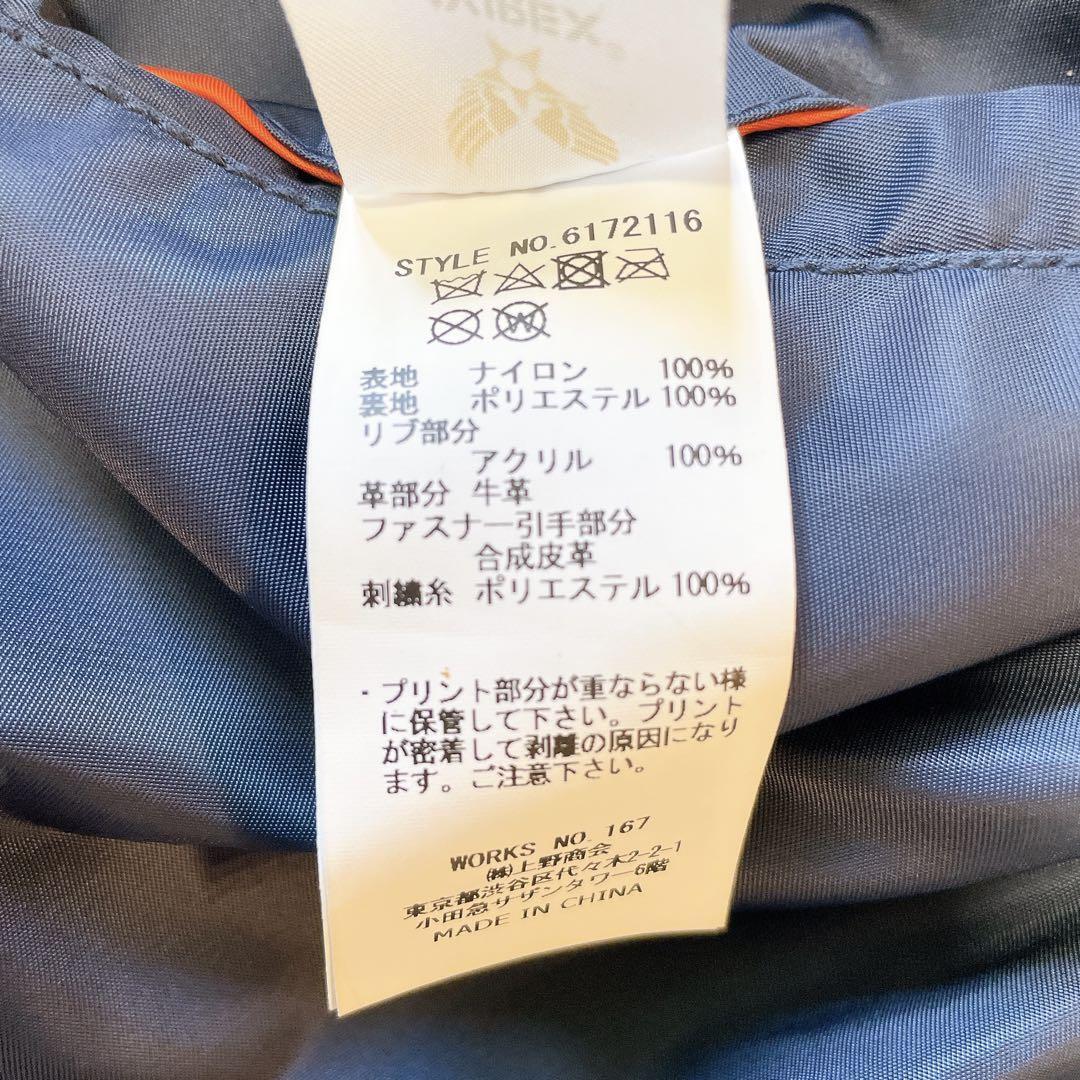 STYLE NO.6172116
W
表地 ナイロン 100%
裏地 ポリエステル 100%
リブ部分
アクリル 100%
革部分 牛革
ファスナー引手部分
合成皮革
刺繍糸 ポリエステル 100%
・プリント部分が重ならない様
に保管して下さい。プリント
が密着して剥離の原因になり
ます。ご注意下さい。
WORKS NO. 167
㈱上野商会
東京都渋谷区代々木2-2-1
小田急サザンタワー6階
MADE IN CHINA